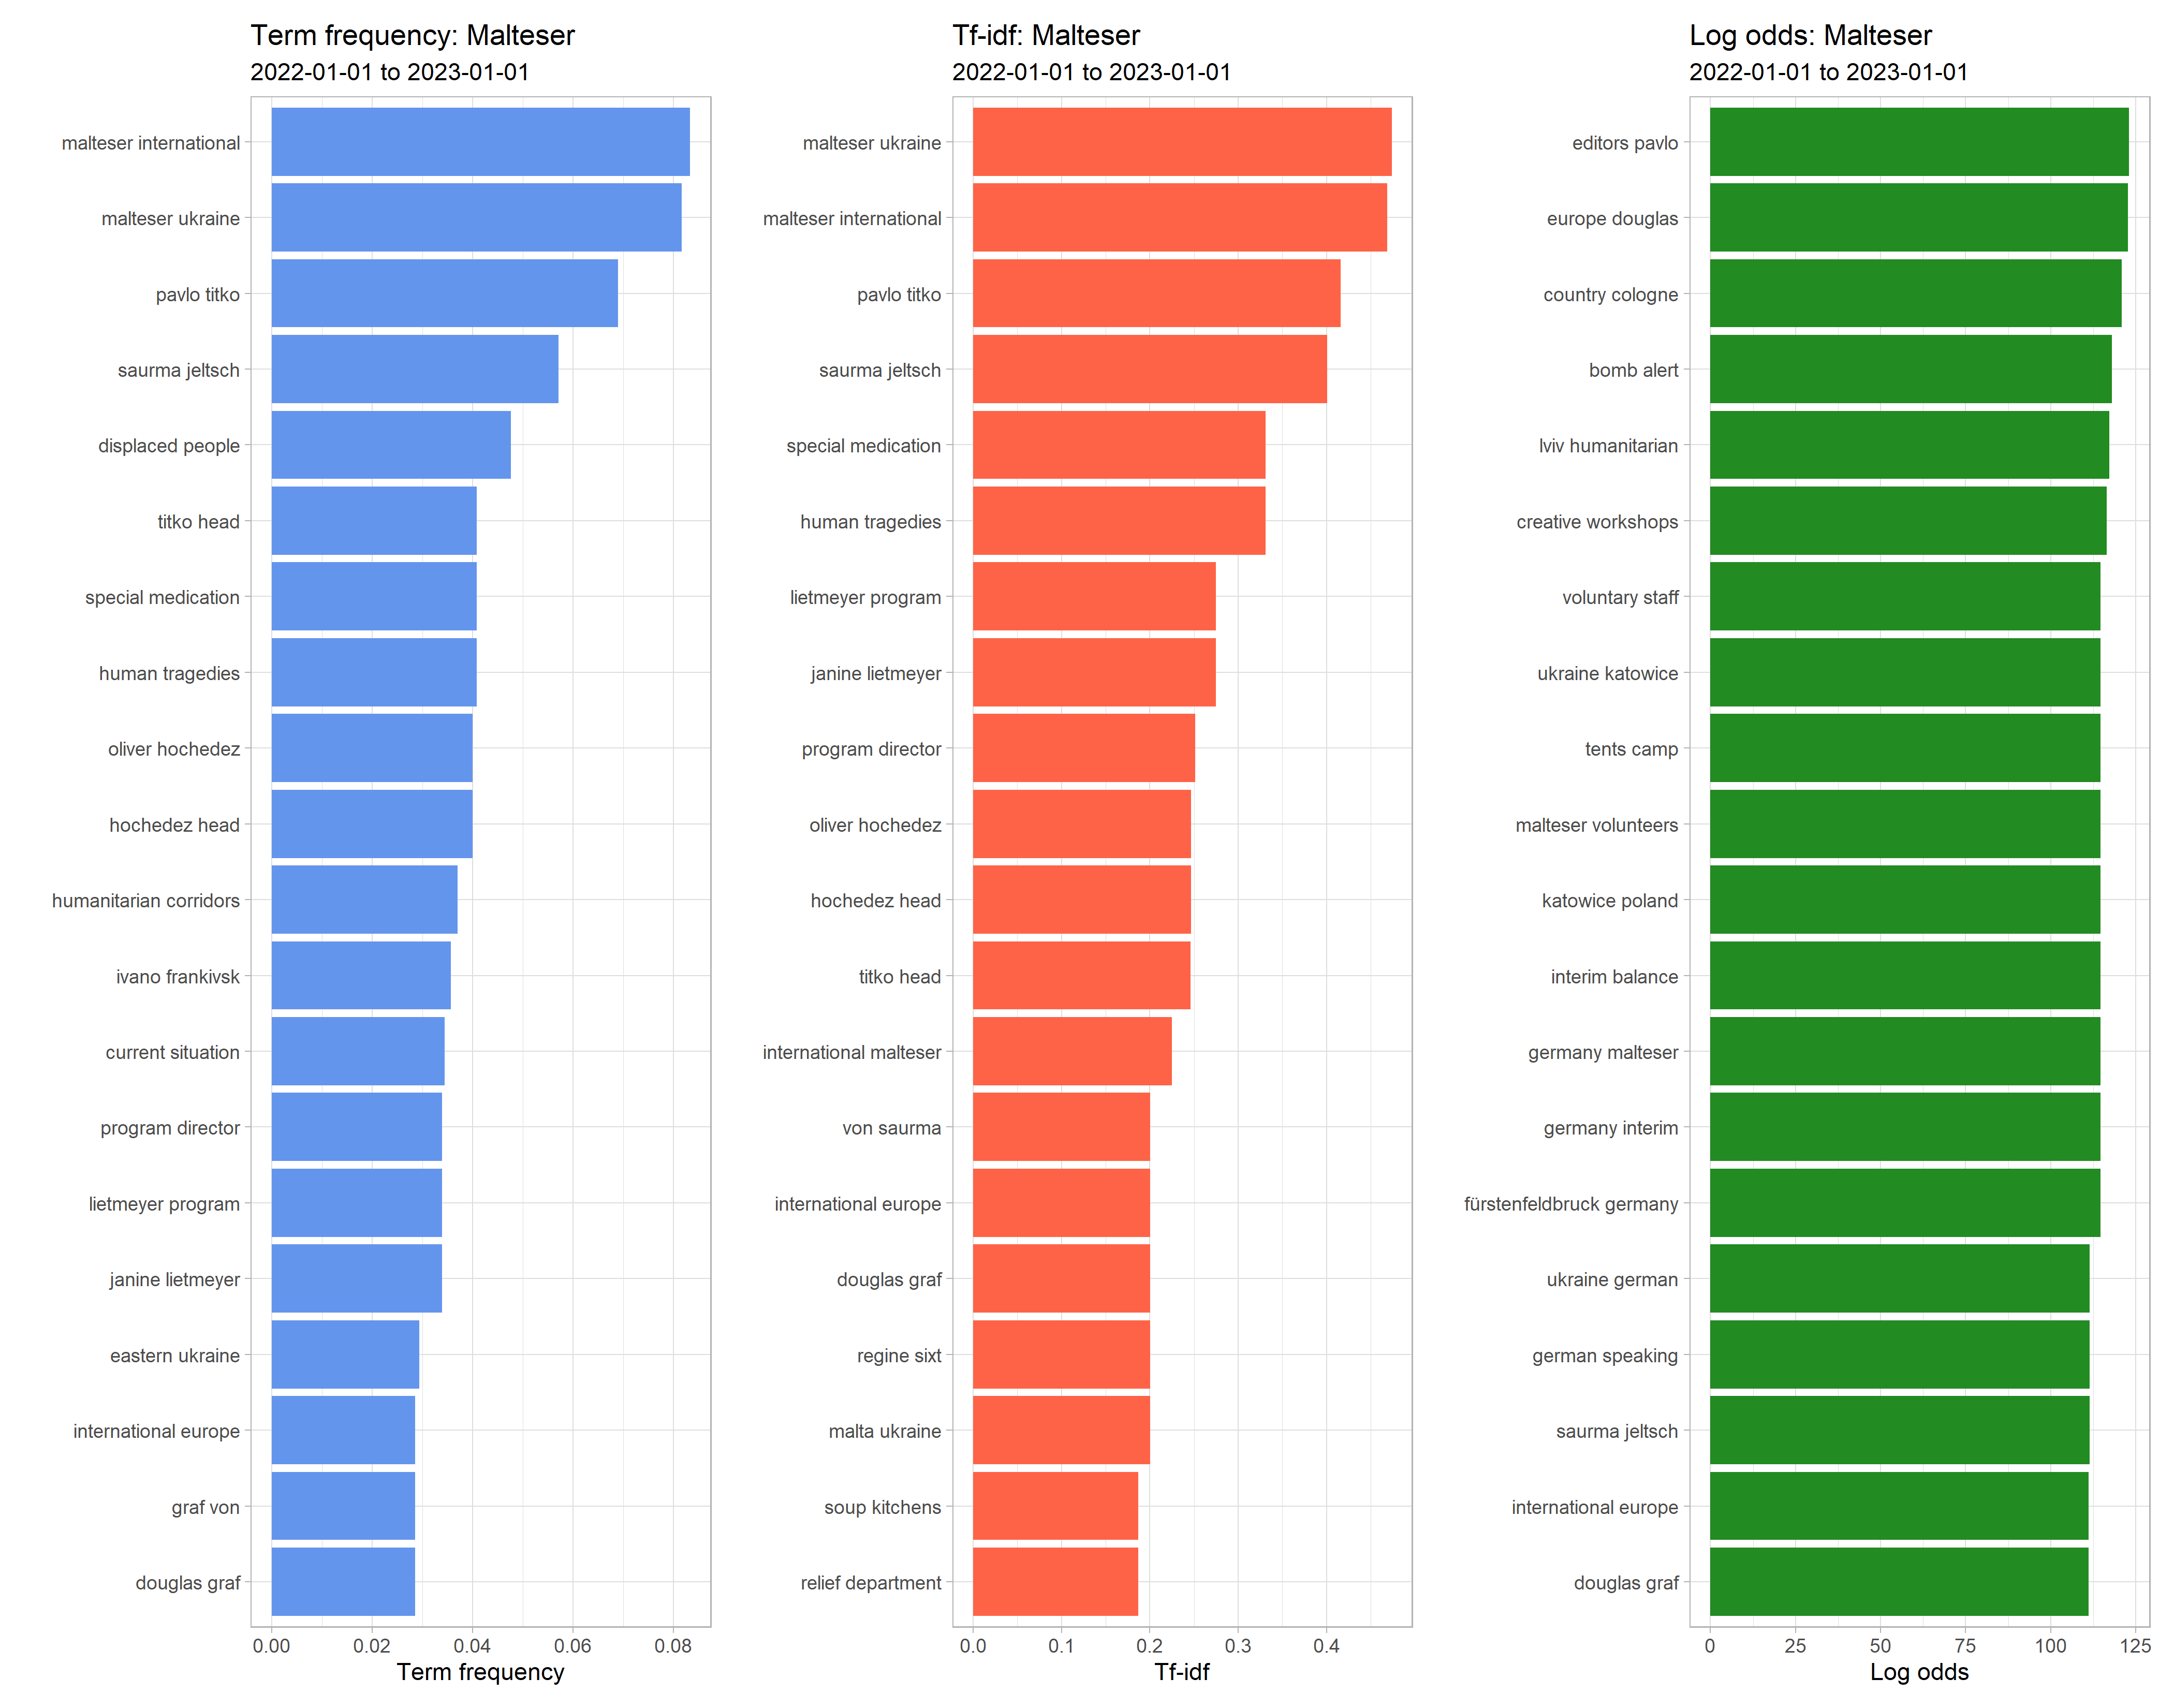 Term frequency: Malteser
2022-01-01 to 2023-01-01
malteser international
malteser ukraine
pavlo titko
saurma jeltsch
displaced people
titko head
special medication
human tragedies
oliver hochedez
hochedez head
humanitarian corridors
ivano frankivsk
current situation
program director
lietmeyer program
janine lietmeyer
eastern ukraine
international europe
graf von
douglas graf
0.00 0.02 0.04 0.06 0.08
Term frequency
Tf-idf: Malteser
2022-01-01 to 2023-01-01
malteser ukraine
malteser international
pavlo titko
saurma jeltsch
special medication
human tragedies
lietmeyer program
janine lietmeyer
program director
oliver hochedez
hochedez head
titko head
international malteser
von saurma
international europe
douglas graf
regine sixt
malta ukraine
soup kitchens
relief department
0.0 0.1 0.2 0.3 0.4
Tf-idf
Log odds: Malteser
2022-01-01 to 2023-01-01
editors pavlo
europe douglas
country cologne
bomb alert
lviv humanitarian
creative workshops
voluntary staff
ukraine katowice
tents camp
malteser volunteers
katowice poland
interim balance
germany malteser
germany interim
fürstenfeldbruck germany
ukraine german
german speaking
saurma jeltsch
international europe
douglas graf
0 25 50 75 100 125
Log odds